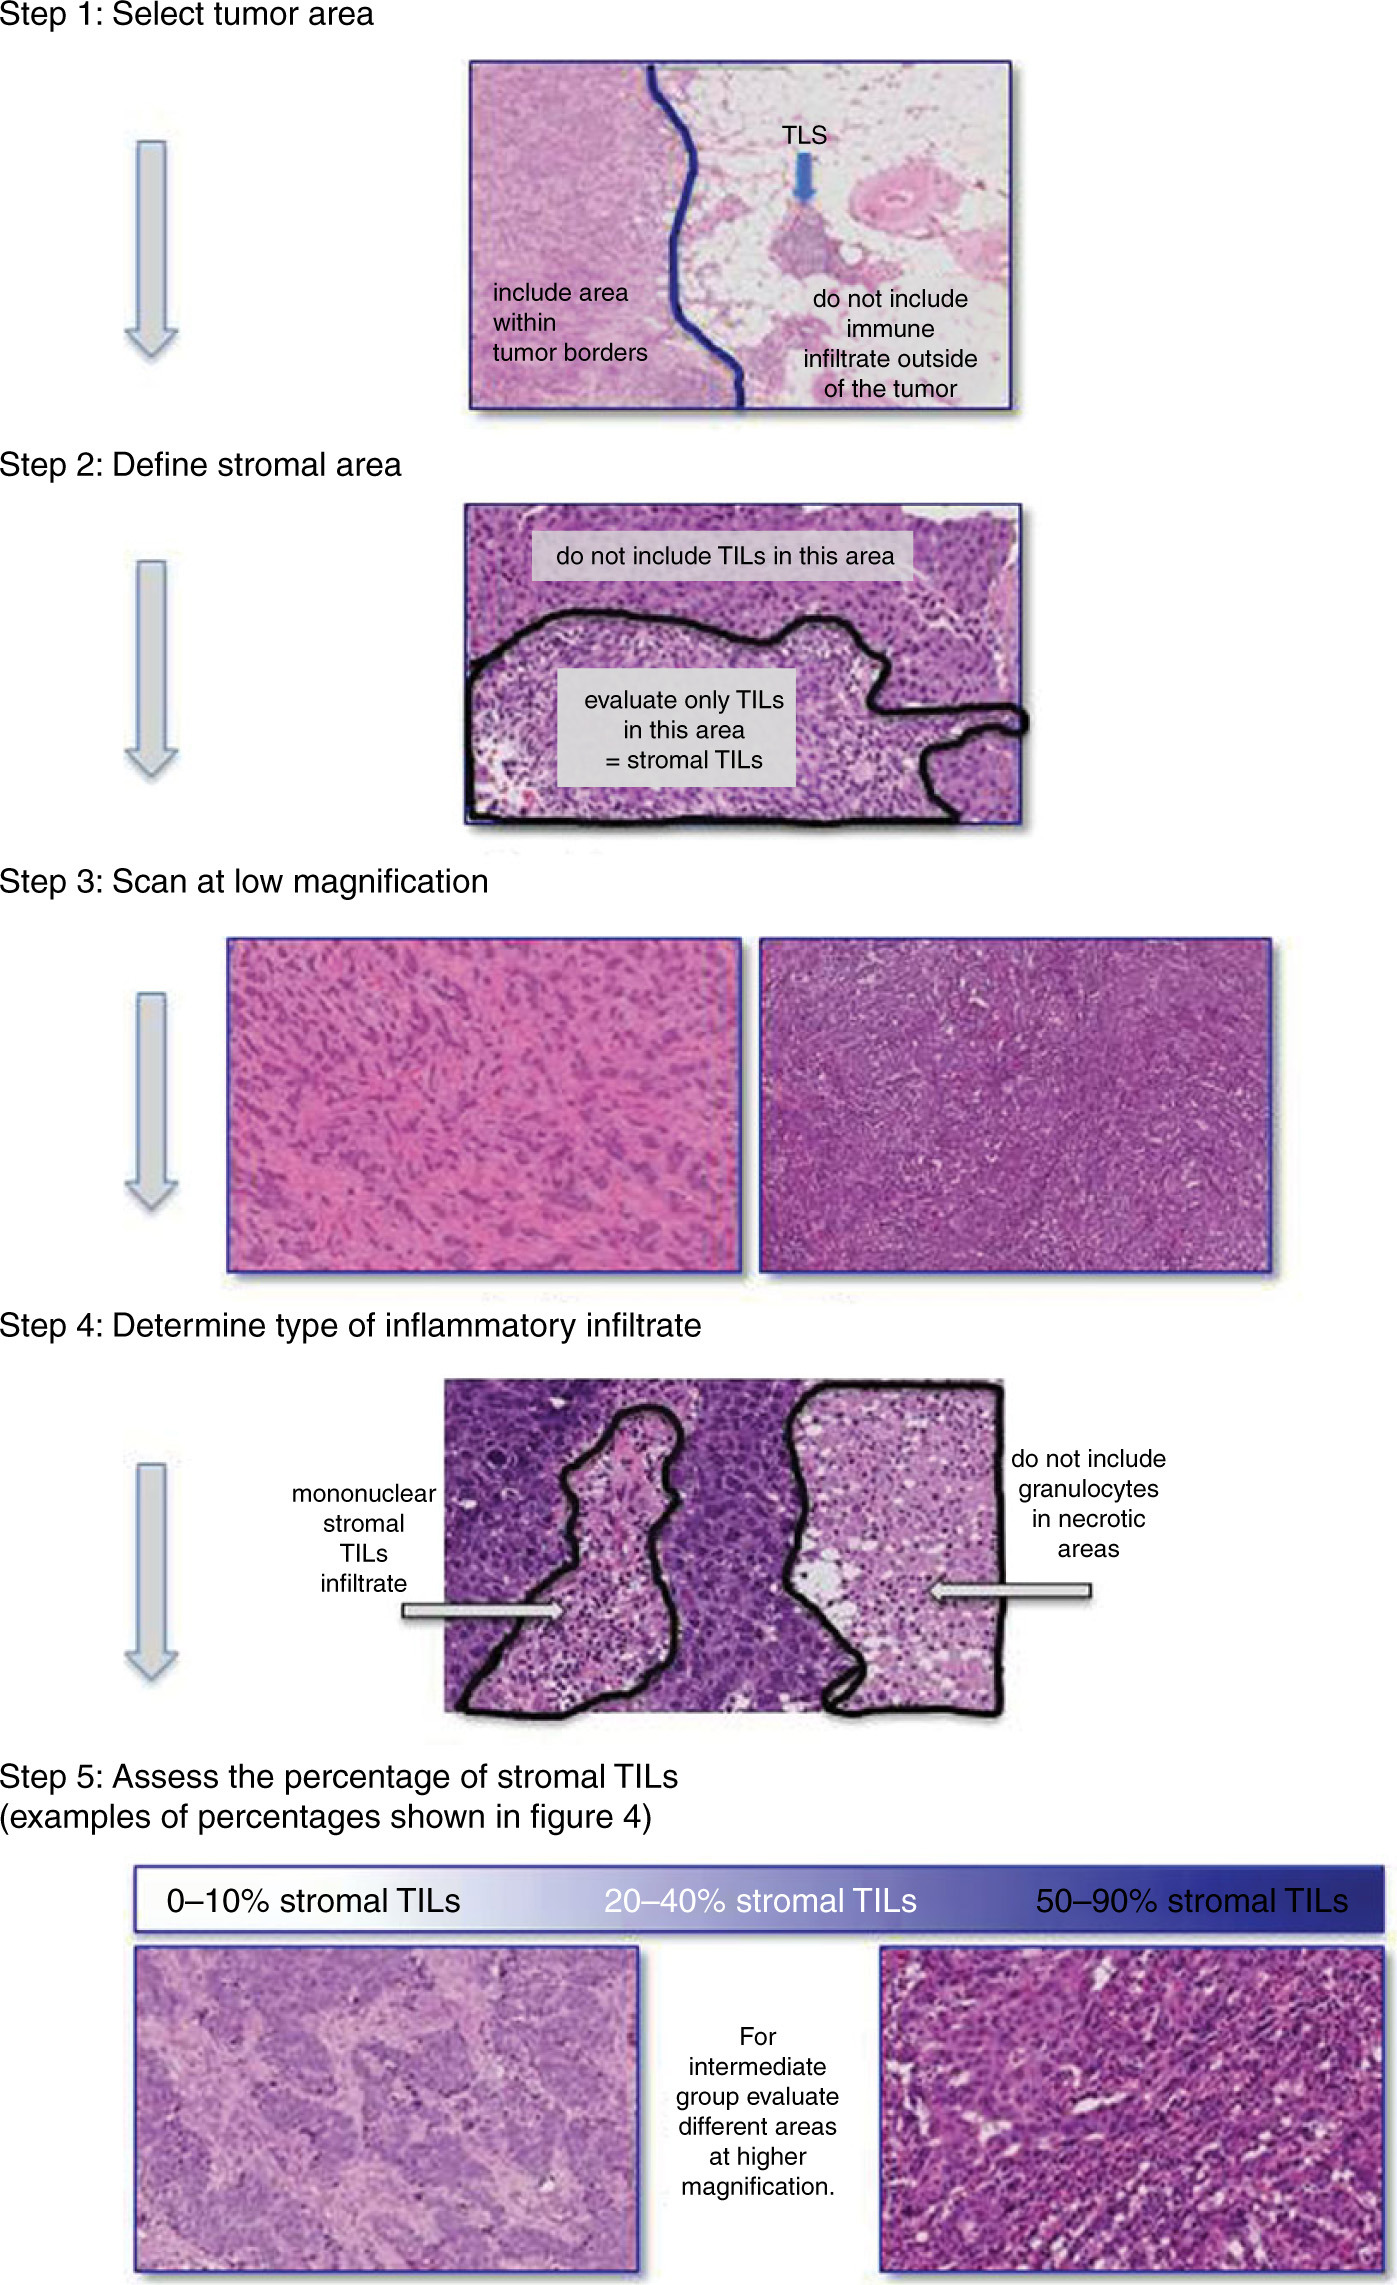 Step 1: Select tumor area
TLS
include area
within
tumor borders
do not include
immune
infiltrate outside
of the tumor
Step 2: Define stromal area
do not include TILs in this area
evaluate only TILs
in this area
= stromal TILs
Step 3: Scan at low magnification
Step 4: Determine type of inflammatory infiltrate
mononuclear
stromal
TILs
infiltrate
do not include
granulocytes
in necrotic
areas
Step 5: Assess the percentage of stromal TILs
(examples of percentages shown in figure 4)
0–10% stromal TILs
20–40% stromal TILs
50–90% stromal TILs
For
intermediate
group evaluate
different areas
at higher
magnification.